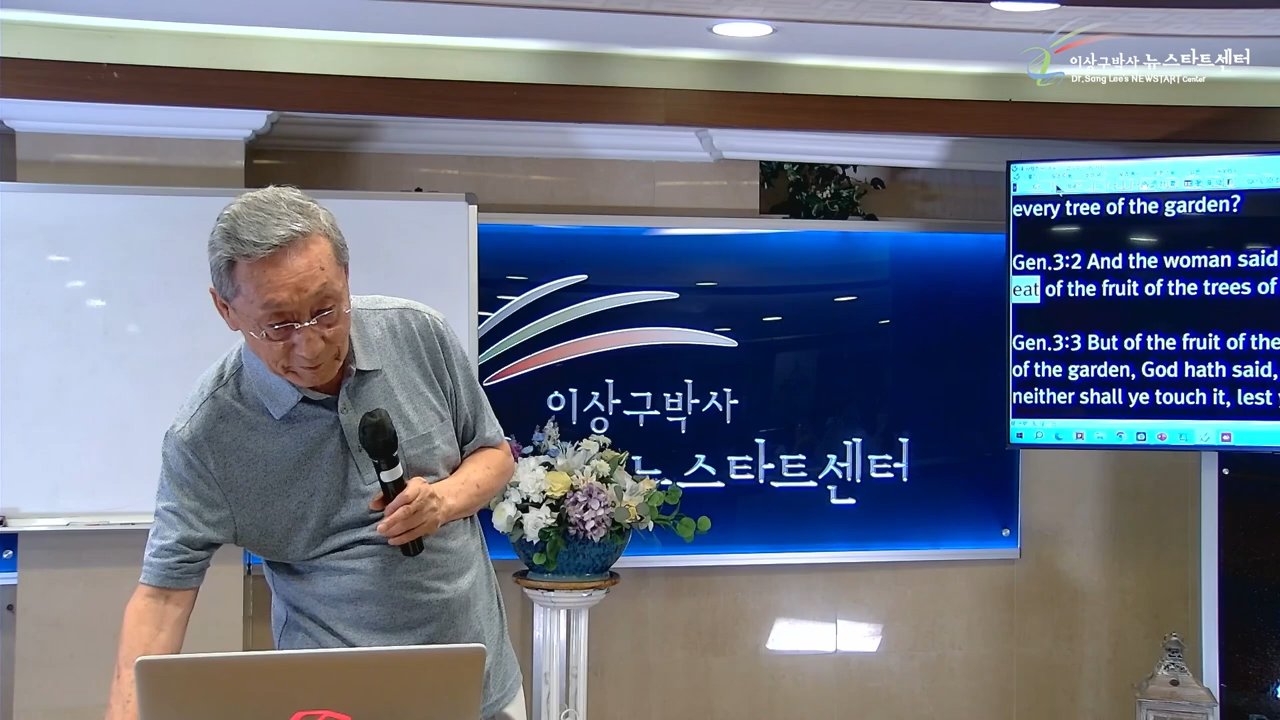 이상구박사 뉴스타트센터
Dr.Sang Lee's NEWSTART Center
every tree of the garden?
Gen.3:2 And the woman said
eat of the fruit of the trees of
Gen.3:3 But of the fruit of the
of the garden, God hath said,
neither shall ye touch it, lest
이상구박사
뉴스타트센터